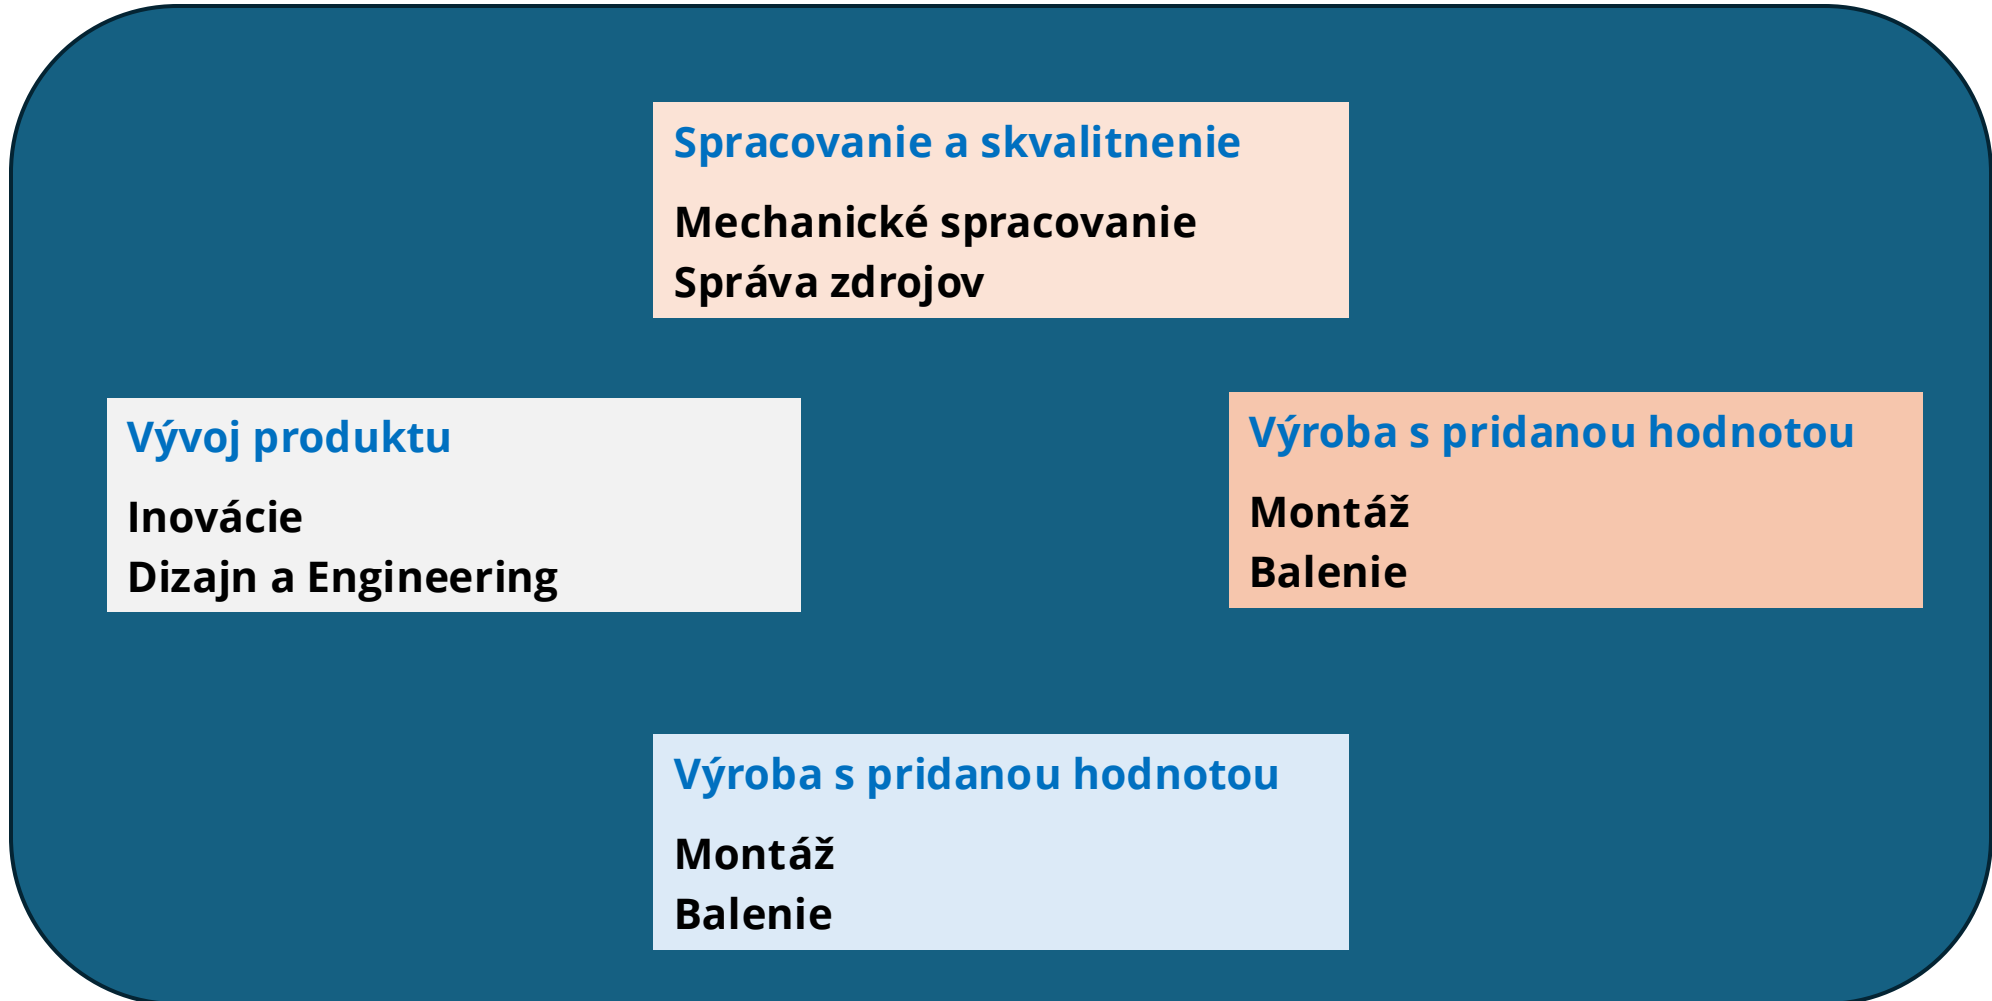 Spracovanie a skvalitnenie
Mechanické spracovanie
Správa zdrojov
Vývoj produktu
Inovácie
Dizajn a Engineering
Výroba s pridanou hodnotou
Montáž
Balenie
Výroba s pridanou hodnotou
Montáž
Balenie